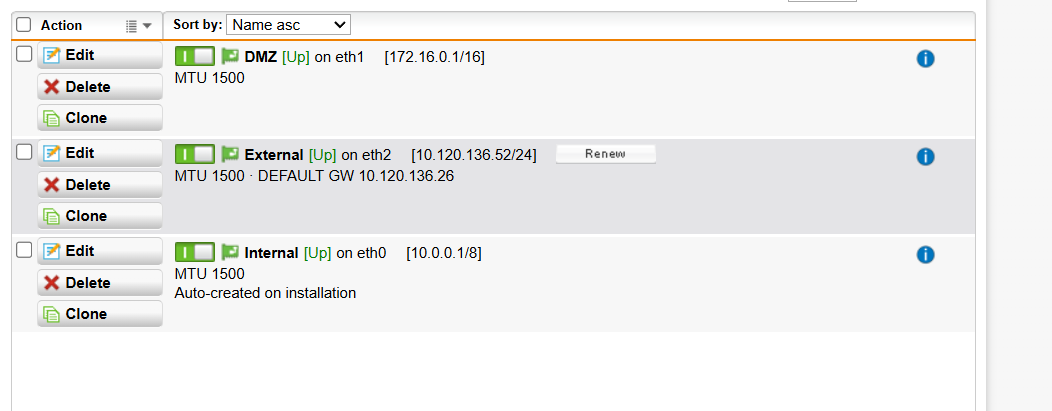 Action
Sort by: Name asc
Edit
Delete
Clone
DMZ [Up] on eth1 [172.16.0.1/16]
MTU 1500
Edit
Delete
Clone
External [Up] on eth2 [10.120.136.52/24] Renew
MTU 1500 · DEFAULT GW 10.120.136.26
Edit
Delete
Clone
Internal [Up] on eth0 [10.0.0.1/8]
MTU 1500
Auto-created on installation